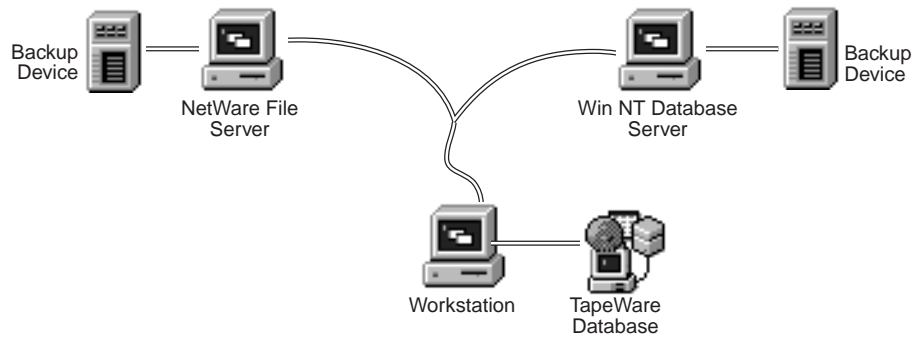 Backup
Device
NetWare File
Server
Win NT Database
Server
Backup
Device
Workstation
TapeWare
Database